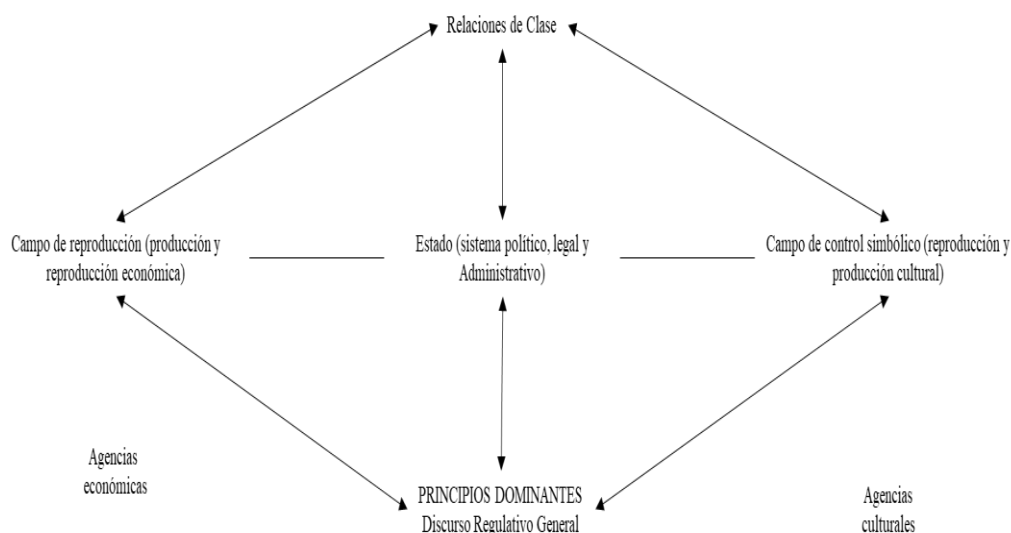 Relaciones de Clase
Campo de reproducción (producción y
reproducción económica)
Estado (sistema político, legal y
Administrativo)
Campo de control simbólico (reproducción y
producción cultural)
Agencias
económicas
PRINCIPIOS DOMINANTES
Discurso Regulativo General
Agencias
culturales